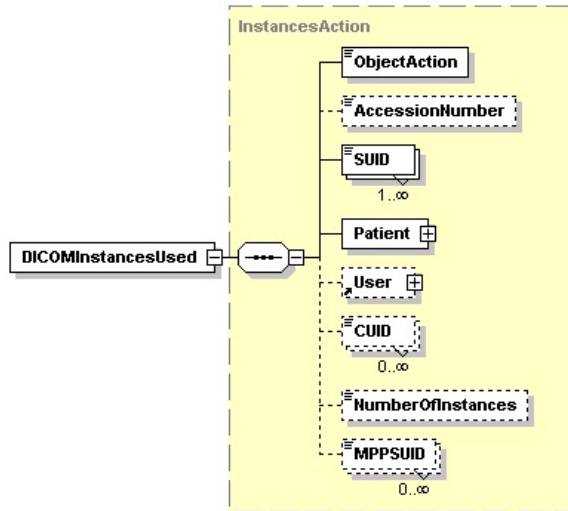 InstancesAction
ObjectAction
AccessionNumber
SUID
1..∞
Patient
DICOMInstancesUsed
User
CUID
0..∞
NumberOfInstances
MPPSUID
0..∞